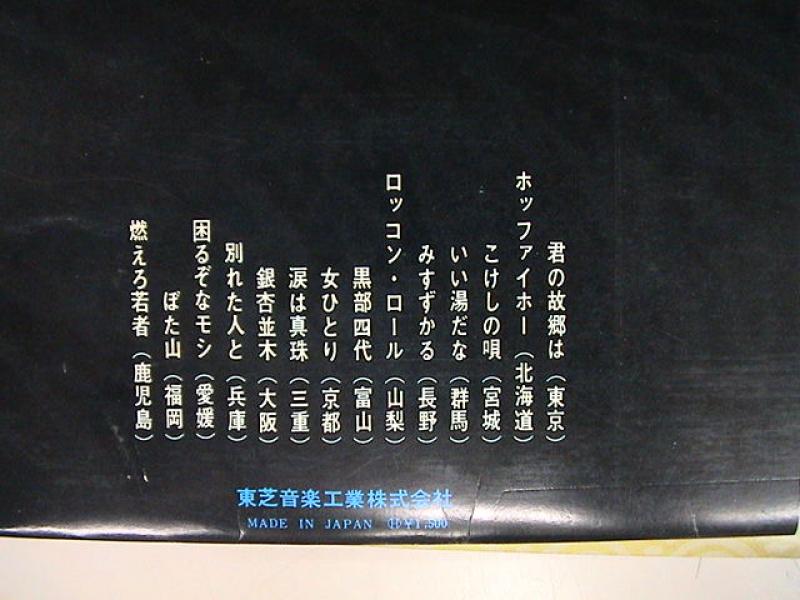 君の故郷は（東京）
ホッファイホー（北海道）
こけしの唄（宮城）
いい湯だな（群馬）
みすずかる（長野）
ロッコン・ロール（山梨）
黒部四代（富山）
女ひとり（京都）
涙は真珠（三重）
銀杏並木（大阪）
別れた人と（兵庫）
困るぞなモシ（愛媛）
ぼた山（福岡）
燃えろ若者（鹿児島）
東芝音楽工業株式会社
MADE IN JAPAN Ⓗ¥1,500